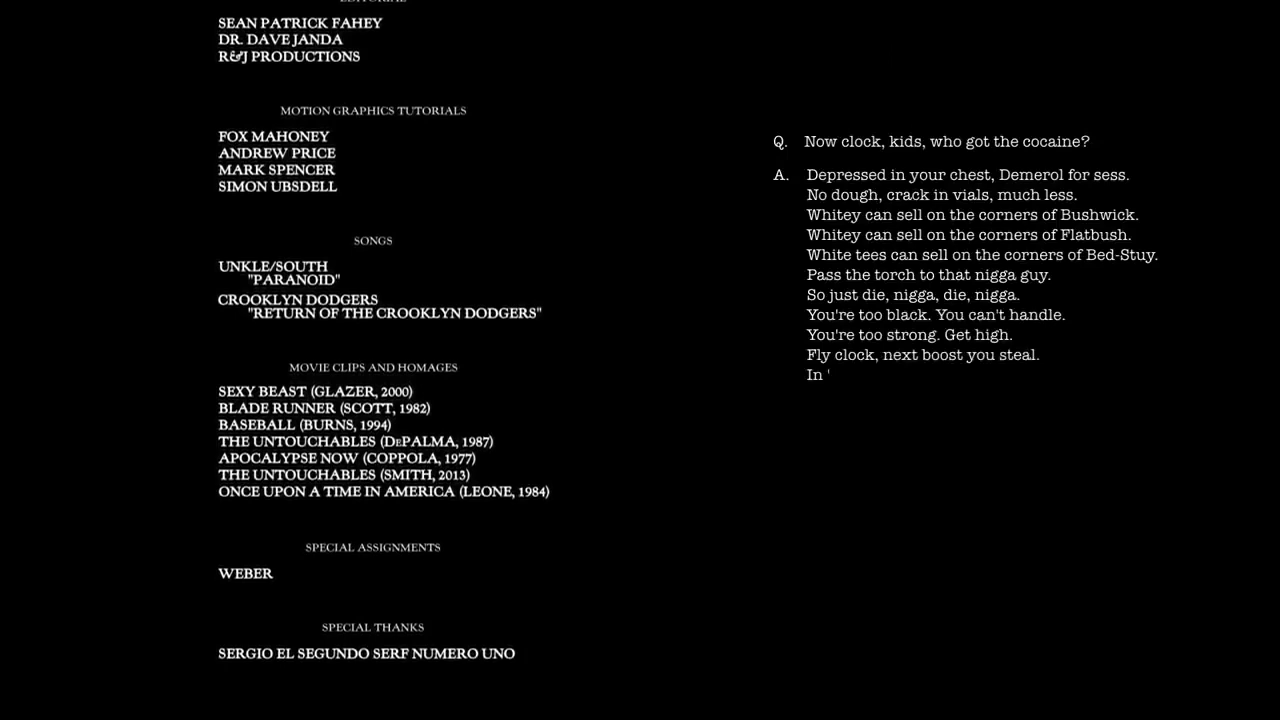 EDITORIAL
SEAN PATRICK FAHEY
DR. DAVE JANDA
R&J PRODUCTIONS
MOTION GRAPHICS TUTORIALS
FOX MAHONEY
ANDREW PRICE
MARK SPENCER
SIMON UBSDELL
SONGS
UNKLE/SOUTH
"PARANOID"
CROOKLYN DODGERS
"RETURN OF THE CROOKLYN DODGERS"
MOVIE CLIPS AND HOMAGES
SEXY BEAST (GLAZER, 2000)
BLADE RUNNER (SCOTT, 1982)
BASEBALL (BURNS, 1994)
THE UNTOUCHABLES (DePALMA, 1987)
APOCALYPSE NOW (COPPOLA, 1977)
THE UNTOUCHABLES (SMITH, 2013)
ONCE UPON A TIME IN AMERICA (LEONE, 1984)
SPECIAL ASSIGNMENTS
WEBER
SPECIAL THANKS
SERGIO EL SEGUNDO SERF NUMERO UNO
Q. Now clock, kids, who got the cocaine?
A. Depressed in your chest, Demerol for sess.
No dough, crack in vials, much less.
Whitey can sell on the corners of Bushwick.
Whitey can sell on the corners of Flatbush.
White tees can sell on the corners of Bed-Stuy.
Pass the torch to that nigga guy.
So just die, nigga, die, nigga.
You're too black. You can't handle.
You're too strong. Get high.
Fly clock, next boost you steal.
In '